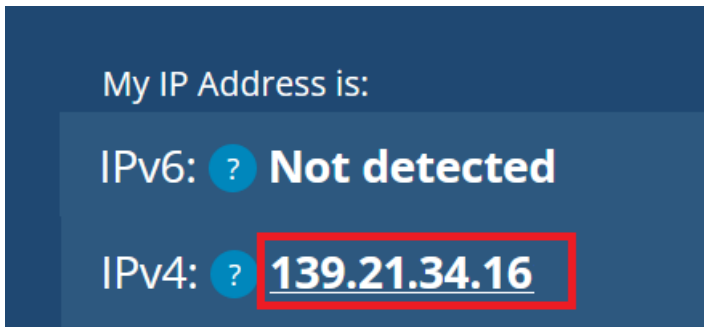 My IP Address is:
IPv6: ? Not detected
IPv4: ? 139.21.34.16